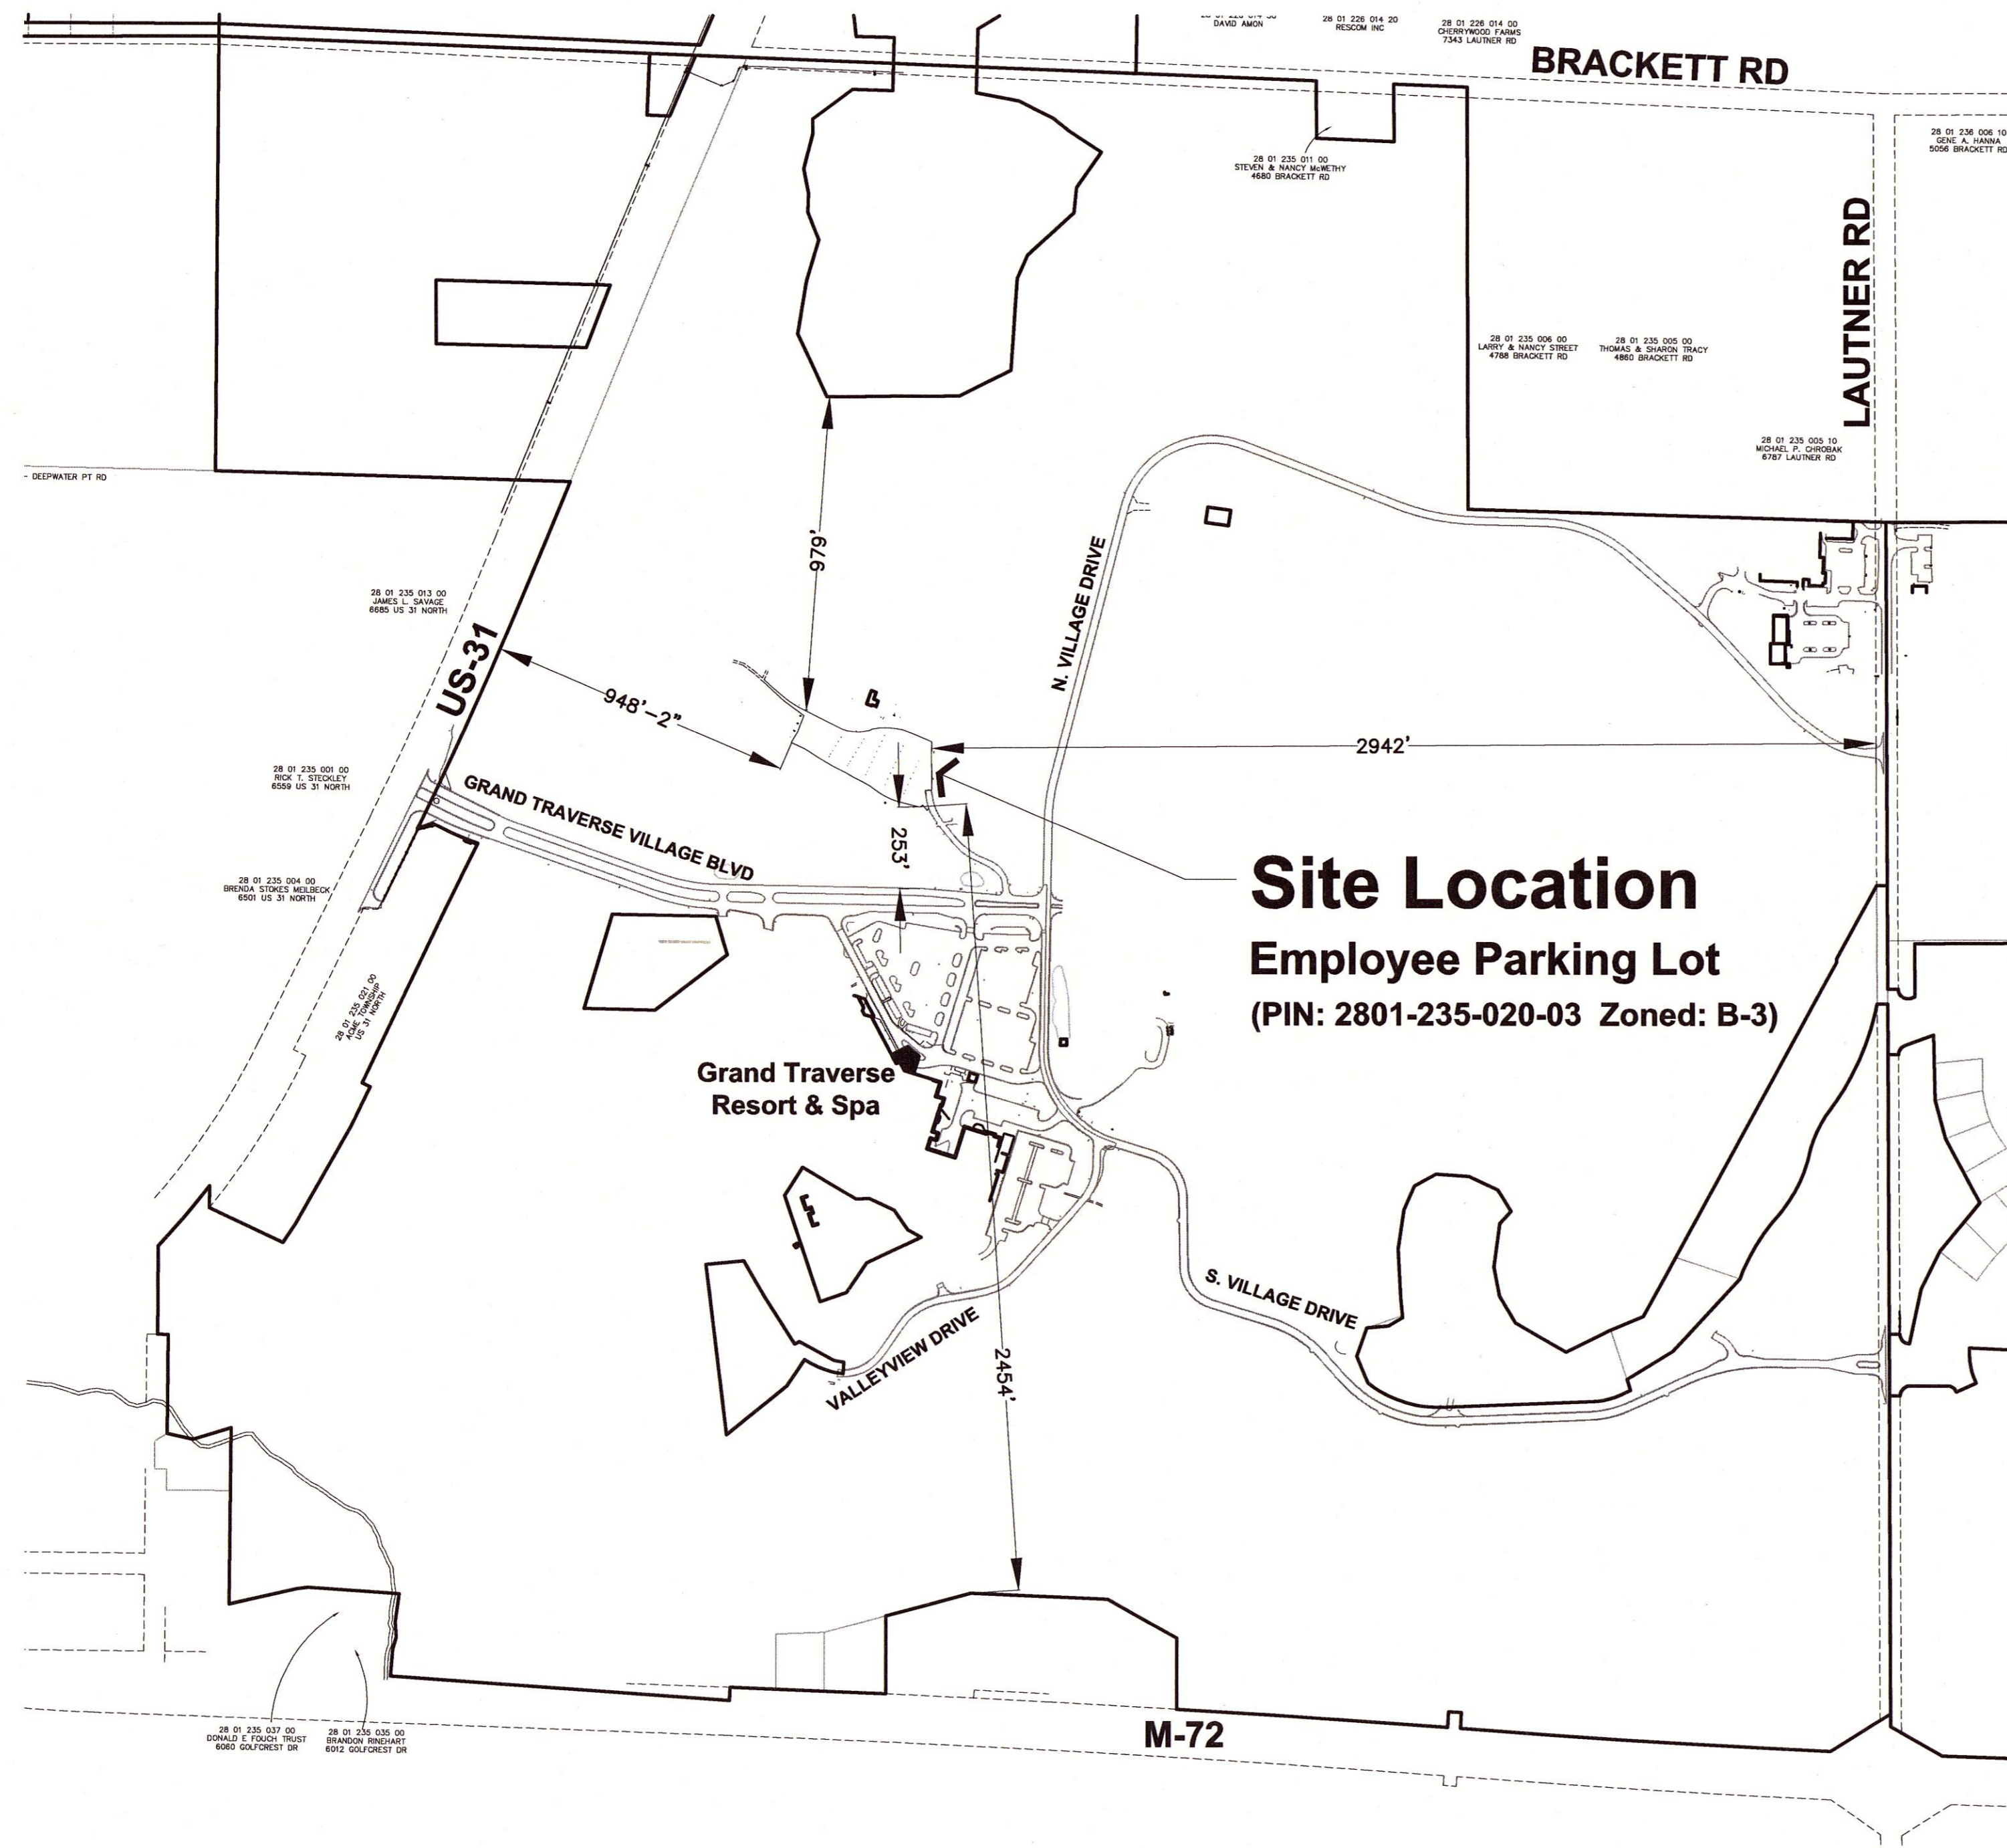 DAVID AMON
28 01 226 014 20
RESCOM INC
28 01 226 014 00
CHERRYWOOD FARMS
7343 LAUTNER RD
BRACKETT RD
28 01 236 006 10
GENE A. HANNA
5056 BRACKETT RD
28 01 235 011 00
STEVEN & NANCY McWETHY
4680 BRACKETT RD
LAUTNER RD
28 01 235 006 00
LARRY & NANCY STREET
4788 BRACKETT RD
28 01 235 005 00
THOMAS & SHARON TRACY
4860 BRACKETT RD
28 01 235 005 10
MICHAEL P. CHROBAK
6787 LAUTNER RD
- DEEPWATER PT RD
979'
N. VILLAGE DRIVE
28 01 235 013 00
JAMES L. SAVAGE
6685 US 31 NORTH
US-31
948'-2"
2942'
28 01 235 001 00
RICK T. STECKLEY
6559 US 31 NORTH
GRAND TRAVERSE VILLAGE BLVD
253'
28 01 235 004 00
BRENDA STOKES MEILBECK
6501 US 31 NORTH
Site Location
Employee Parking Lot
(PIN: 2801-235-020-03 Zoned: B-3)
28 01 235 021 00
ACME TOWNSHIP
US 31 NORTH
Grand Traverse
Resort & Spa
S. VILLAGE DRIVE
VALLEYVIEW DRIVE
2454'
28 01 235 037 00
DONALD E FOUCH TRUST
6060 GOLFCREST DR
28 01 235 035 00
BRANDON RINEHART
6012 GOLFCREST DR
M-72